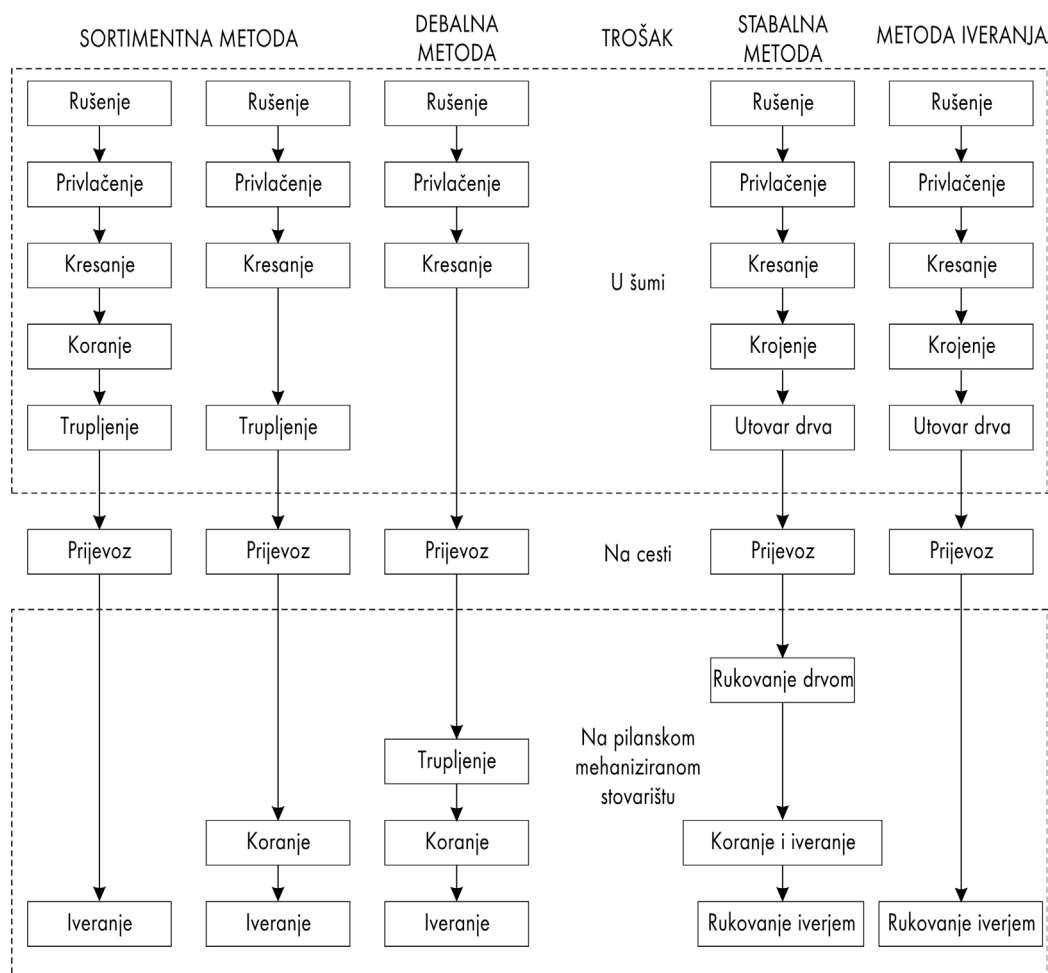 SORTIMENTNA METODA
DEBALNA
METODA
TROŠAK
STABALNA
METODA
METODA IVERANJA
Rušenje
Rušenje
Rušenje
Rušenje
Rušenje
Privlačenje
Privlačenje
Privlačenje
Privlačenje
Privlačenje
Kresanje
Kresanje
Kresanje
U šumi
Kresanje
Kresanje
Koranje
Krojenje
Krojenje
Trupljenje
Trupljenje
Utovar drva
Utovar drva
Prijevoz
Prijevoz
Prijevoz
Na cesti
Prijevoz
Prijevoz
Rukovanje drvom
Trupljenje
Na pilanskom
mehaniziranom
stovarištu
Koranje
Koranje
Koranje i iveranje
Iveranje
Iveranje
Iveranje
Rukovanje iverjem
Rukovanje iverjem